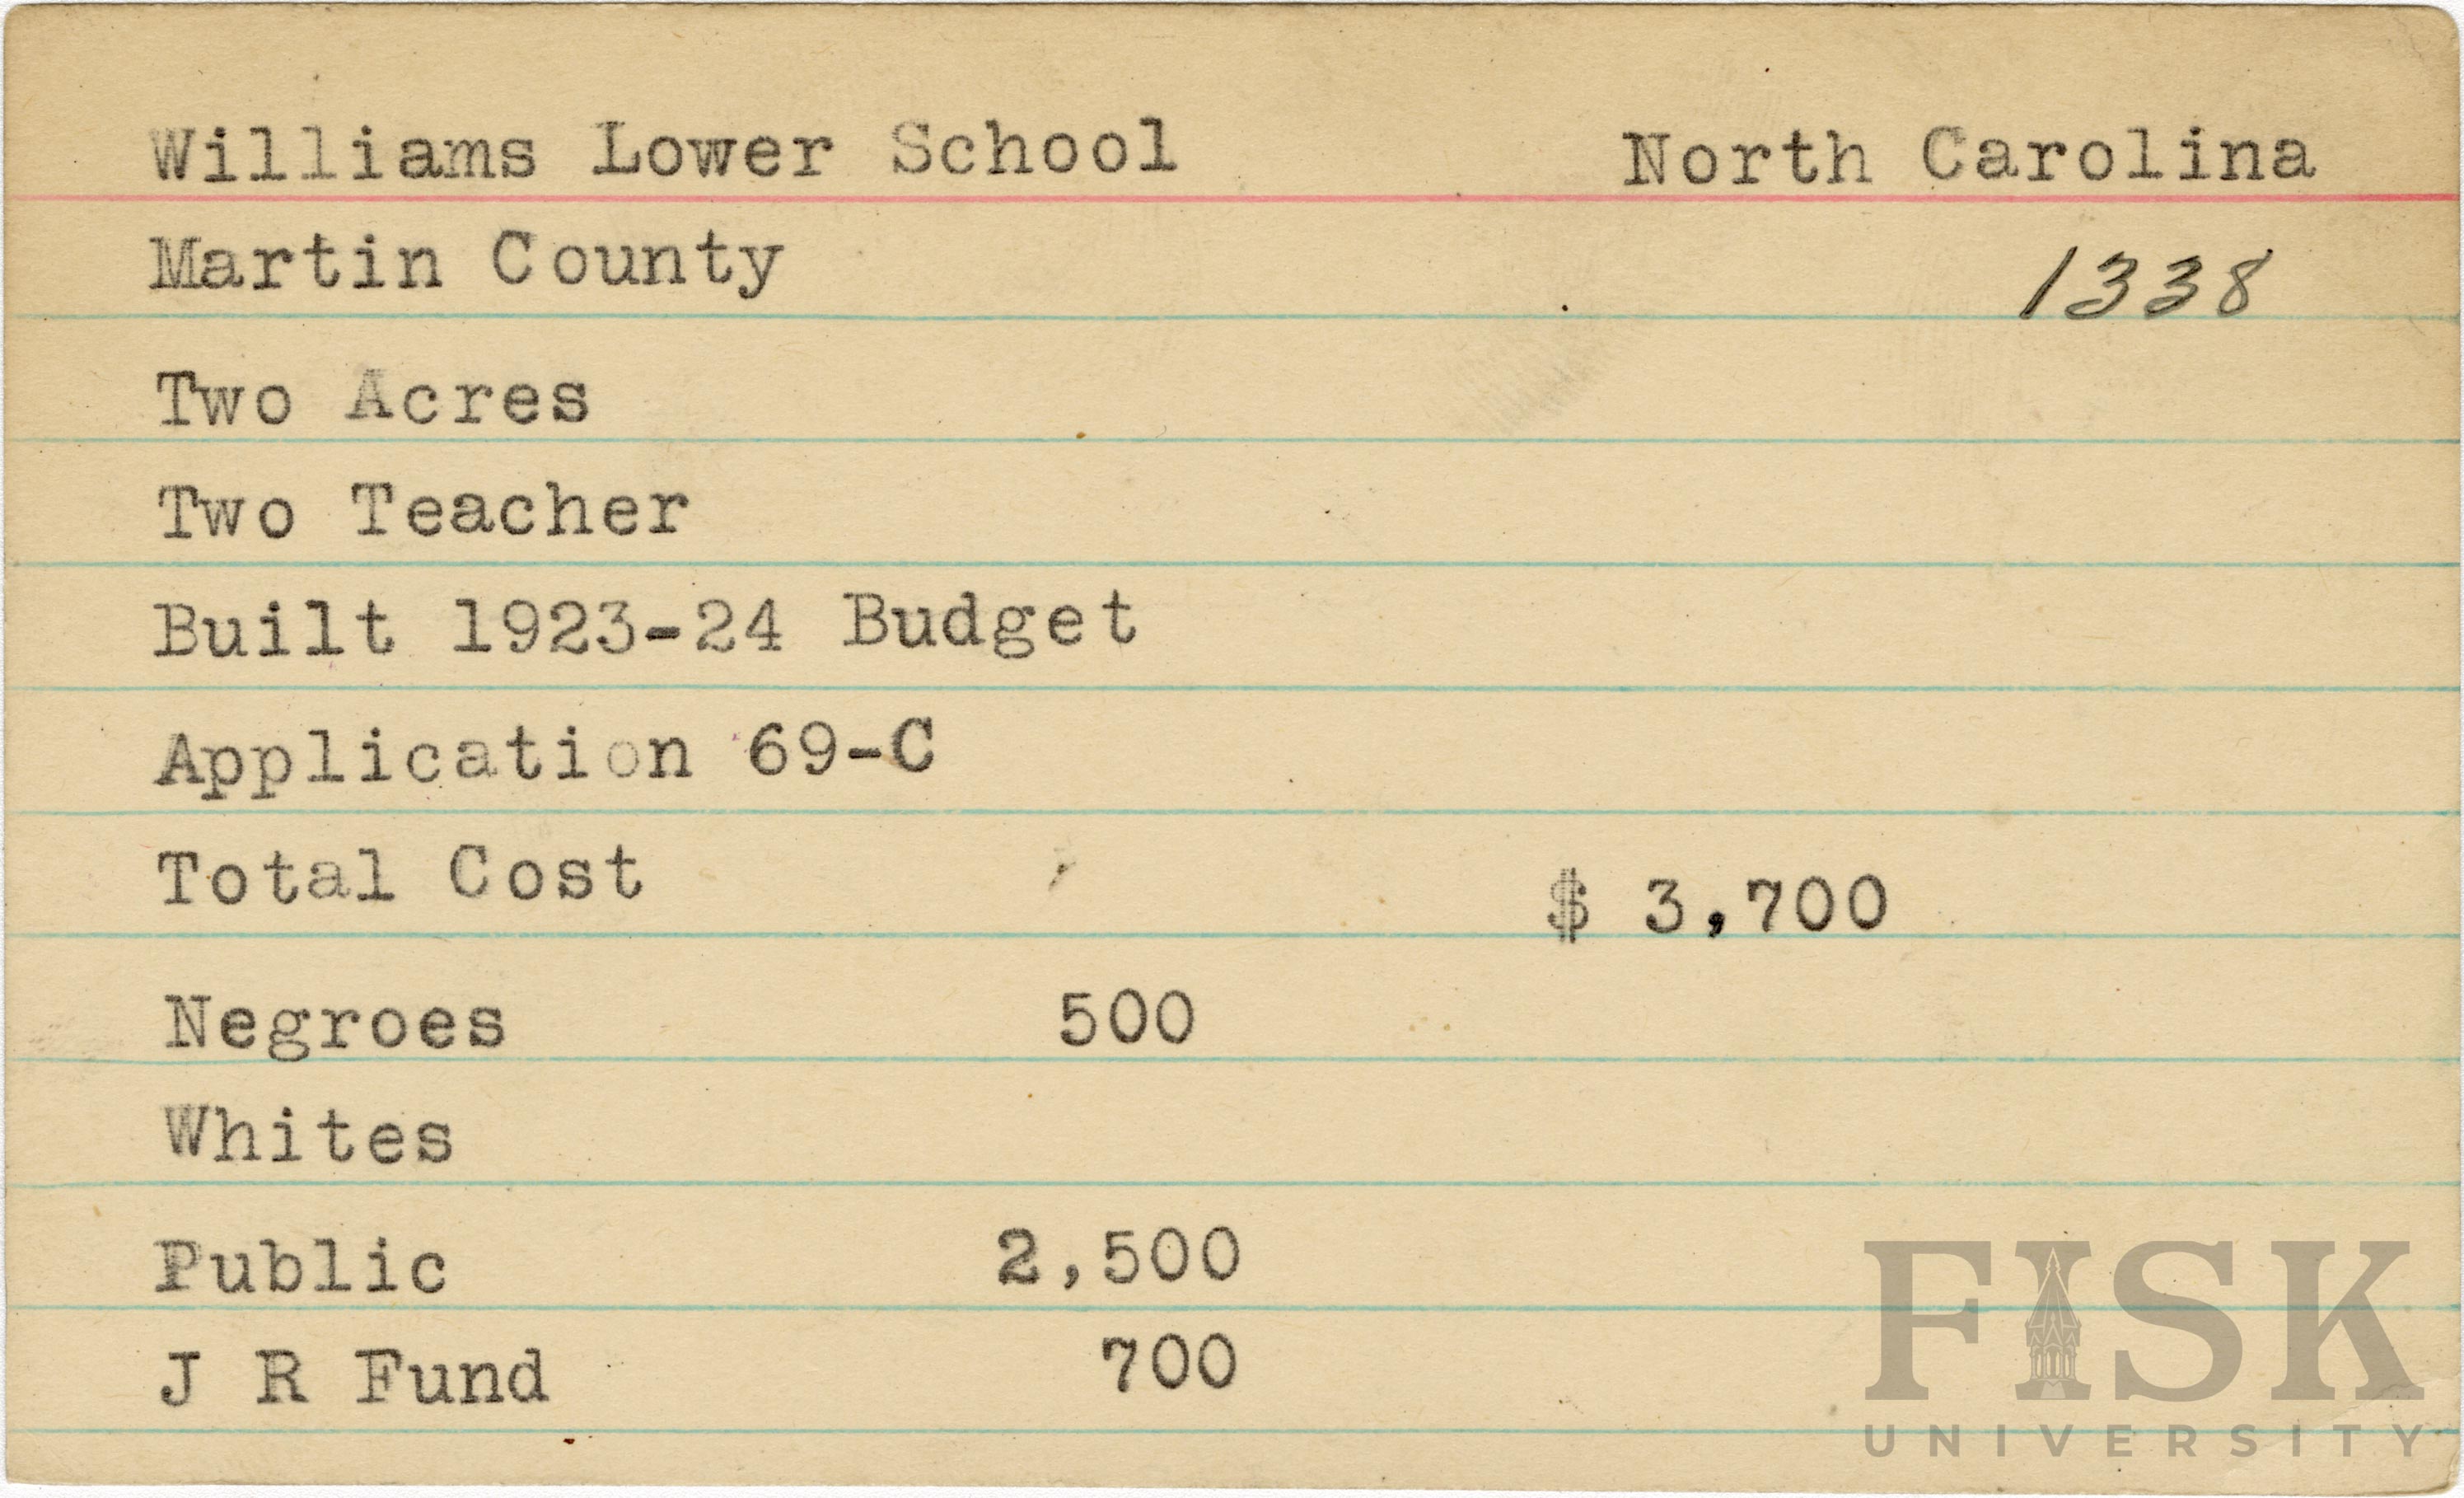 Williams Lower School North Carolina
Martin County 1338
Two Acres
Two Teacher
Built 1923-24 Budget
Application 69-C
Total Cost $ 3,700
Negroes 500
Whites
Public 2,500
J R Fund 700
FISK
UNIVERSITY